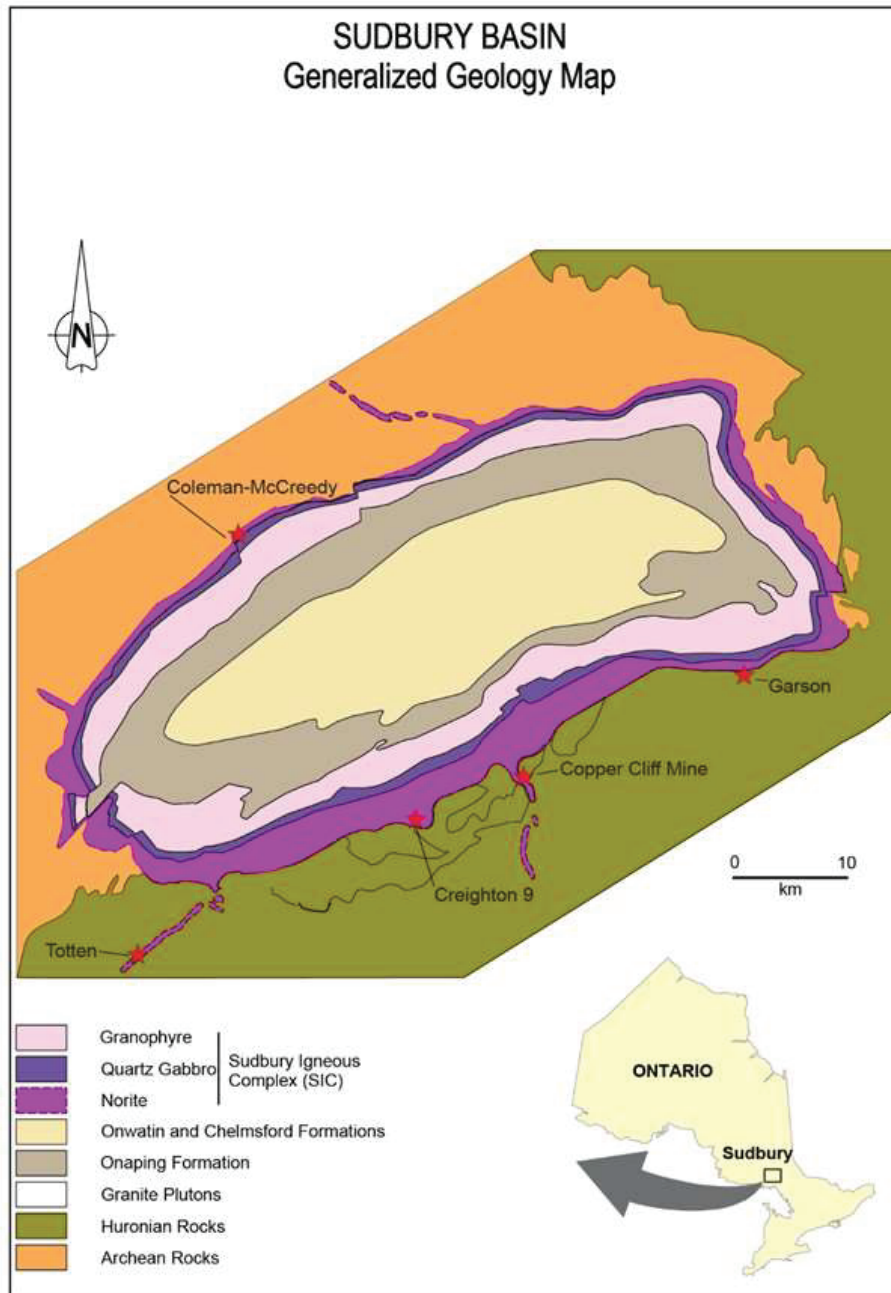 SUDBURY BASIN
Generalized Geology Map
N
Coleman-McCreedy
Garson
Copper Cliff Mine
0 10
km
Creighton 9
Totten
Granophyre
Quartz Gabbro
Sudbury Igneous
Complex (SIC)
Norite
Onwatin and Chelmsford Formations
Onaping Formation
Granite Plutons
Huronian Rocks
Archean Rocks
ONTARIO
Sudbury